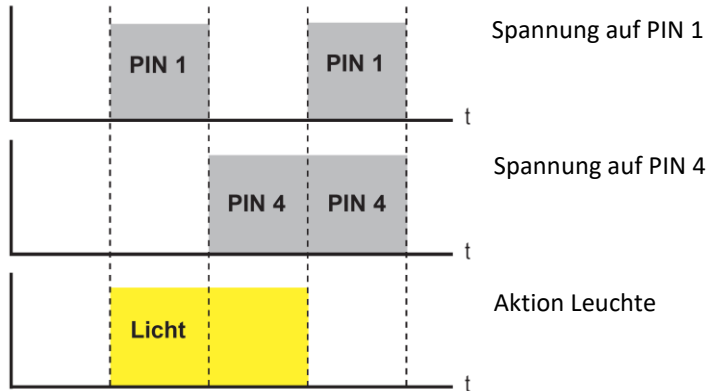 Spannung auf PIN 1
PIN 1 PIN 1
t
Spannung auf PIN 4
PIN 4 PIN 4
t
Aktion Leuchte
Licht
t